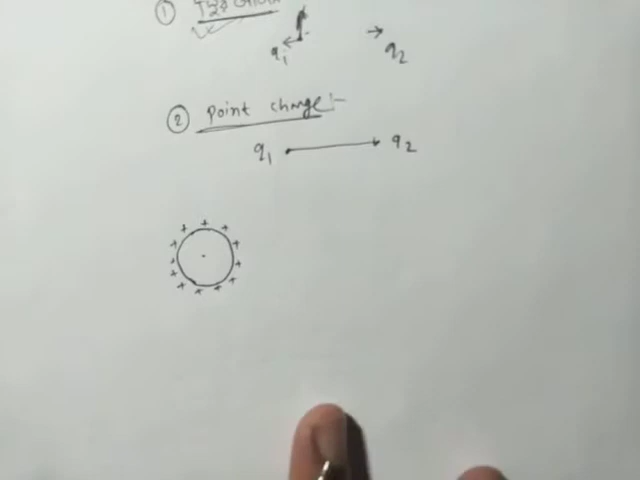 ①
q₁ q₂
② Point charge :-
q₁ q₂
+ + + + + + + + + + + + +